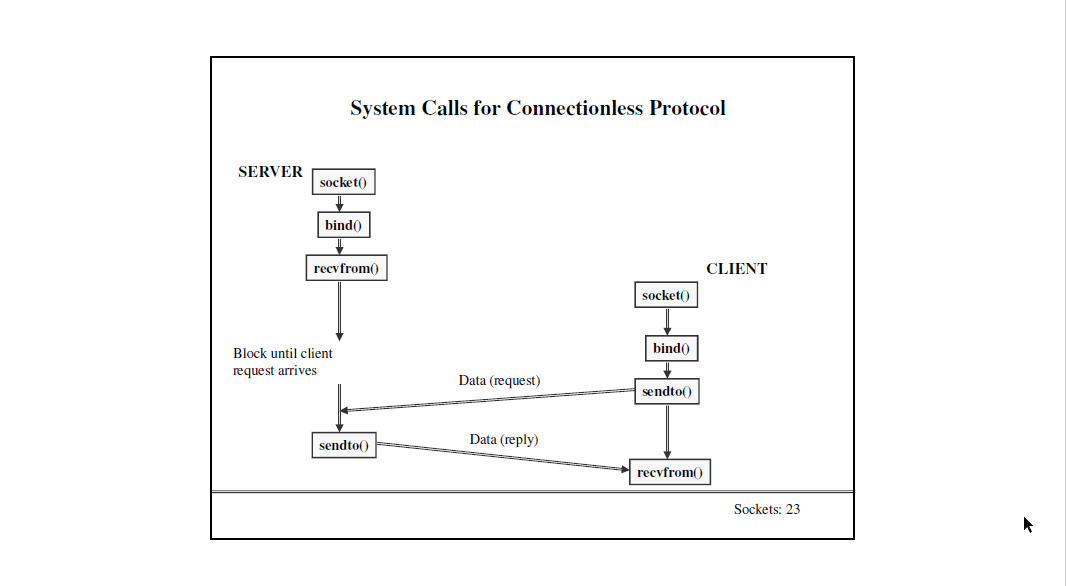 System Calls for Connectionless Protocol
SERVER
socket()
bind()
recvfrom()
CLIENT
socket()
bind()
Block until client
request arrives
Data (request)
sendto()
Data (reply)
sendto()
recvfrom()
Sockets: 23